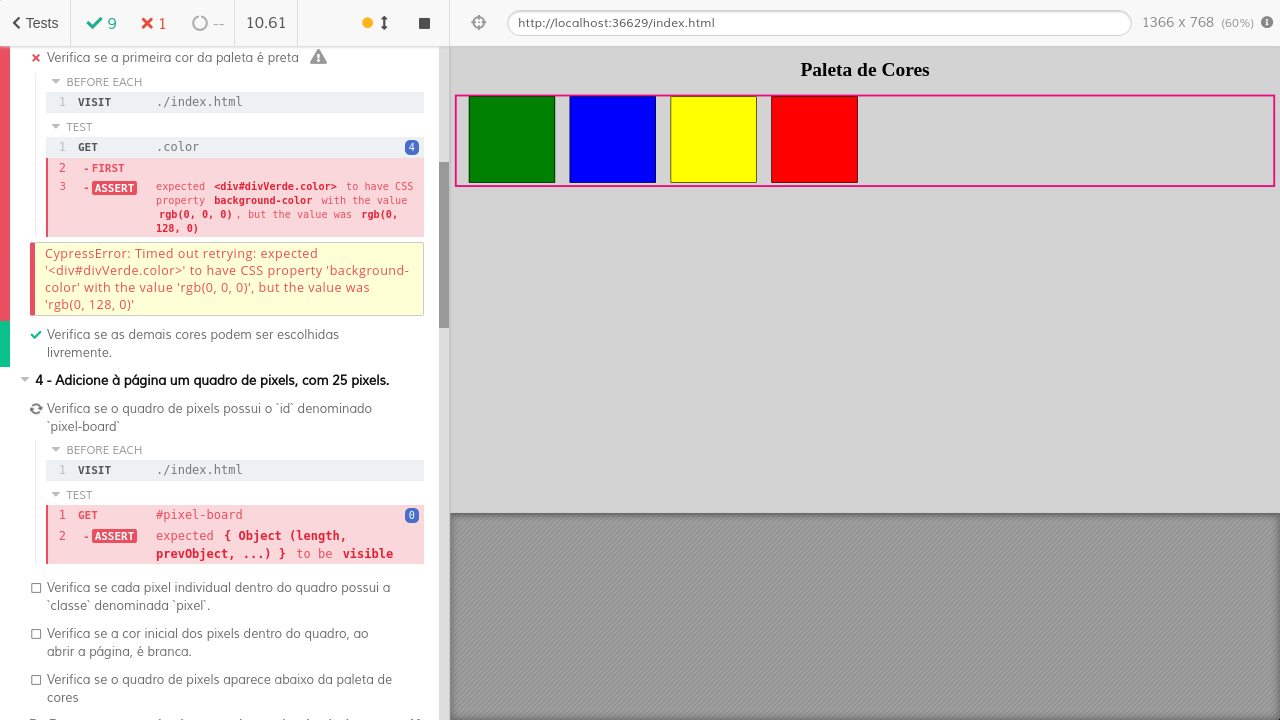 Tests 9 1 -- 10.61
http://localhost:36629/index.html 1366 x 768 (60%)
Verifica se a primeira cor da paleta é preta
BEFORE EACH
1 VISIT ./index.html
TEST
1 GET .color 4
2 - FIRST
3 - ASSERT expected <div#divVerde.color> to have CSS
property background-color with the value
rgb(0, 0, 0) , but the value was rgb(0,
128, 0)
CypressError: Timed out retrying: expected
'<div#divVerde.color>' to have CSS property 'background-
color' with the value 'rgb(0, 0, 0)', but the value was
'rgb(0, 128, 0)'
Verifica se as demais cores podem ser escolhidas
livremente.
4 - Adicione à página um quadro de pixels, com 25 pixels.
Verifica se o quadro de pixels possui o `id` denominado
`pixel-board`
BEFORE EACH
1 VISIT ./index.html
TEST
1 GET #pixel-board 0
2 - ASSERT expected { Object (length,
prevObject, ...) } to be visible
Verifica se cada pixel individual dentro do quadro possui a
`classe` denominada `pixel`.
Verifica se a cor inicial dos pixels dentro do quadro, ao
abrir a página, é branca.
Verifica se o quadro de pixels aparece abaixo da paleta de
cores
Paleta de Cores